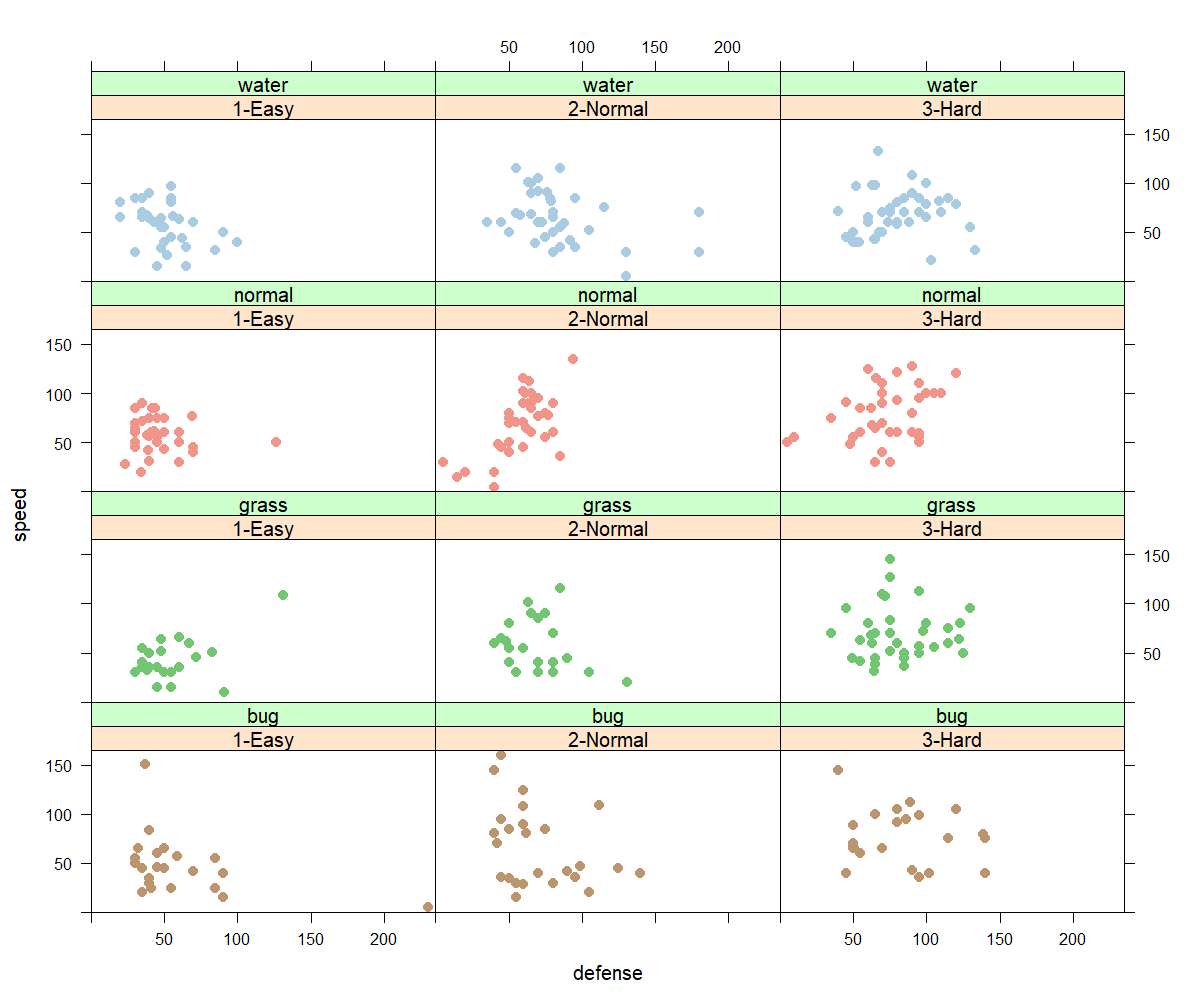 50 100 150 200
water water water
1-Easy 2-Normal 3-Hard
150
100
50
normal normal normal
1-Easy 2-Normal 3-Hard
150
100
50
speed
grass grass grass
1-Easy 2-Normal 3-Hard
150
100
50
bug bug bug
1-Easy 2-Normal 3-Hard
150
100
50
50 100 150 200 50 100 150 200
defense